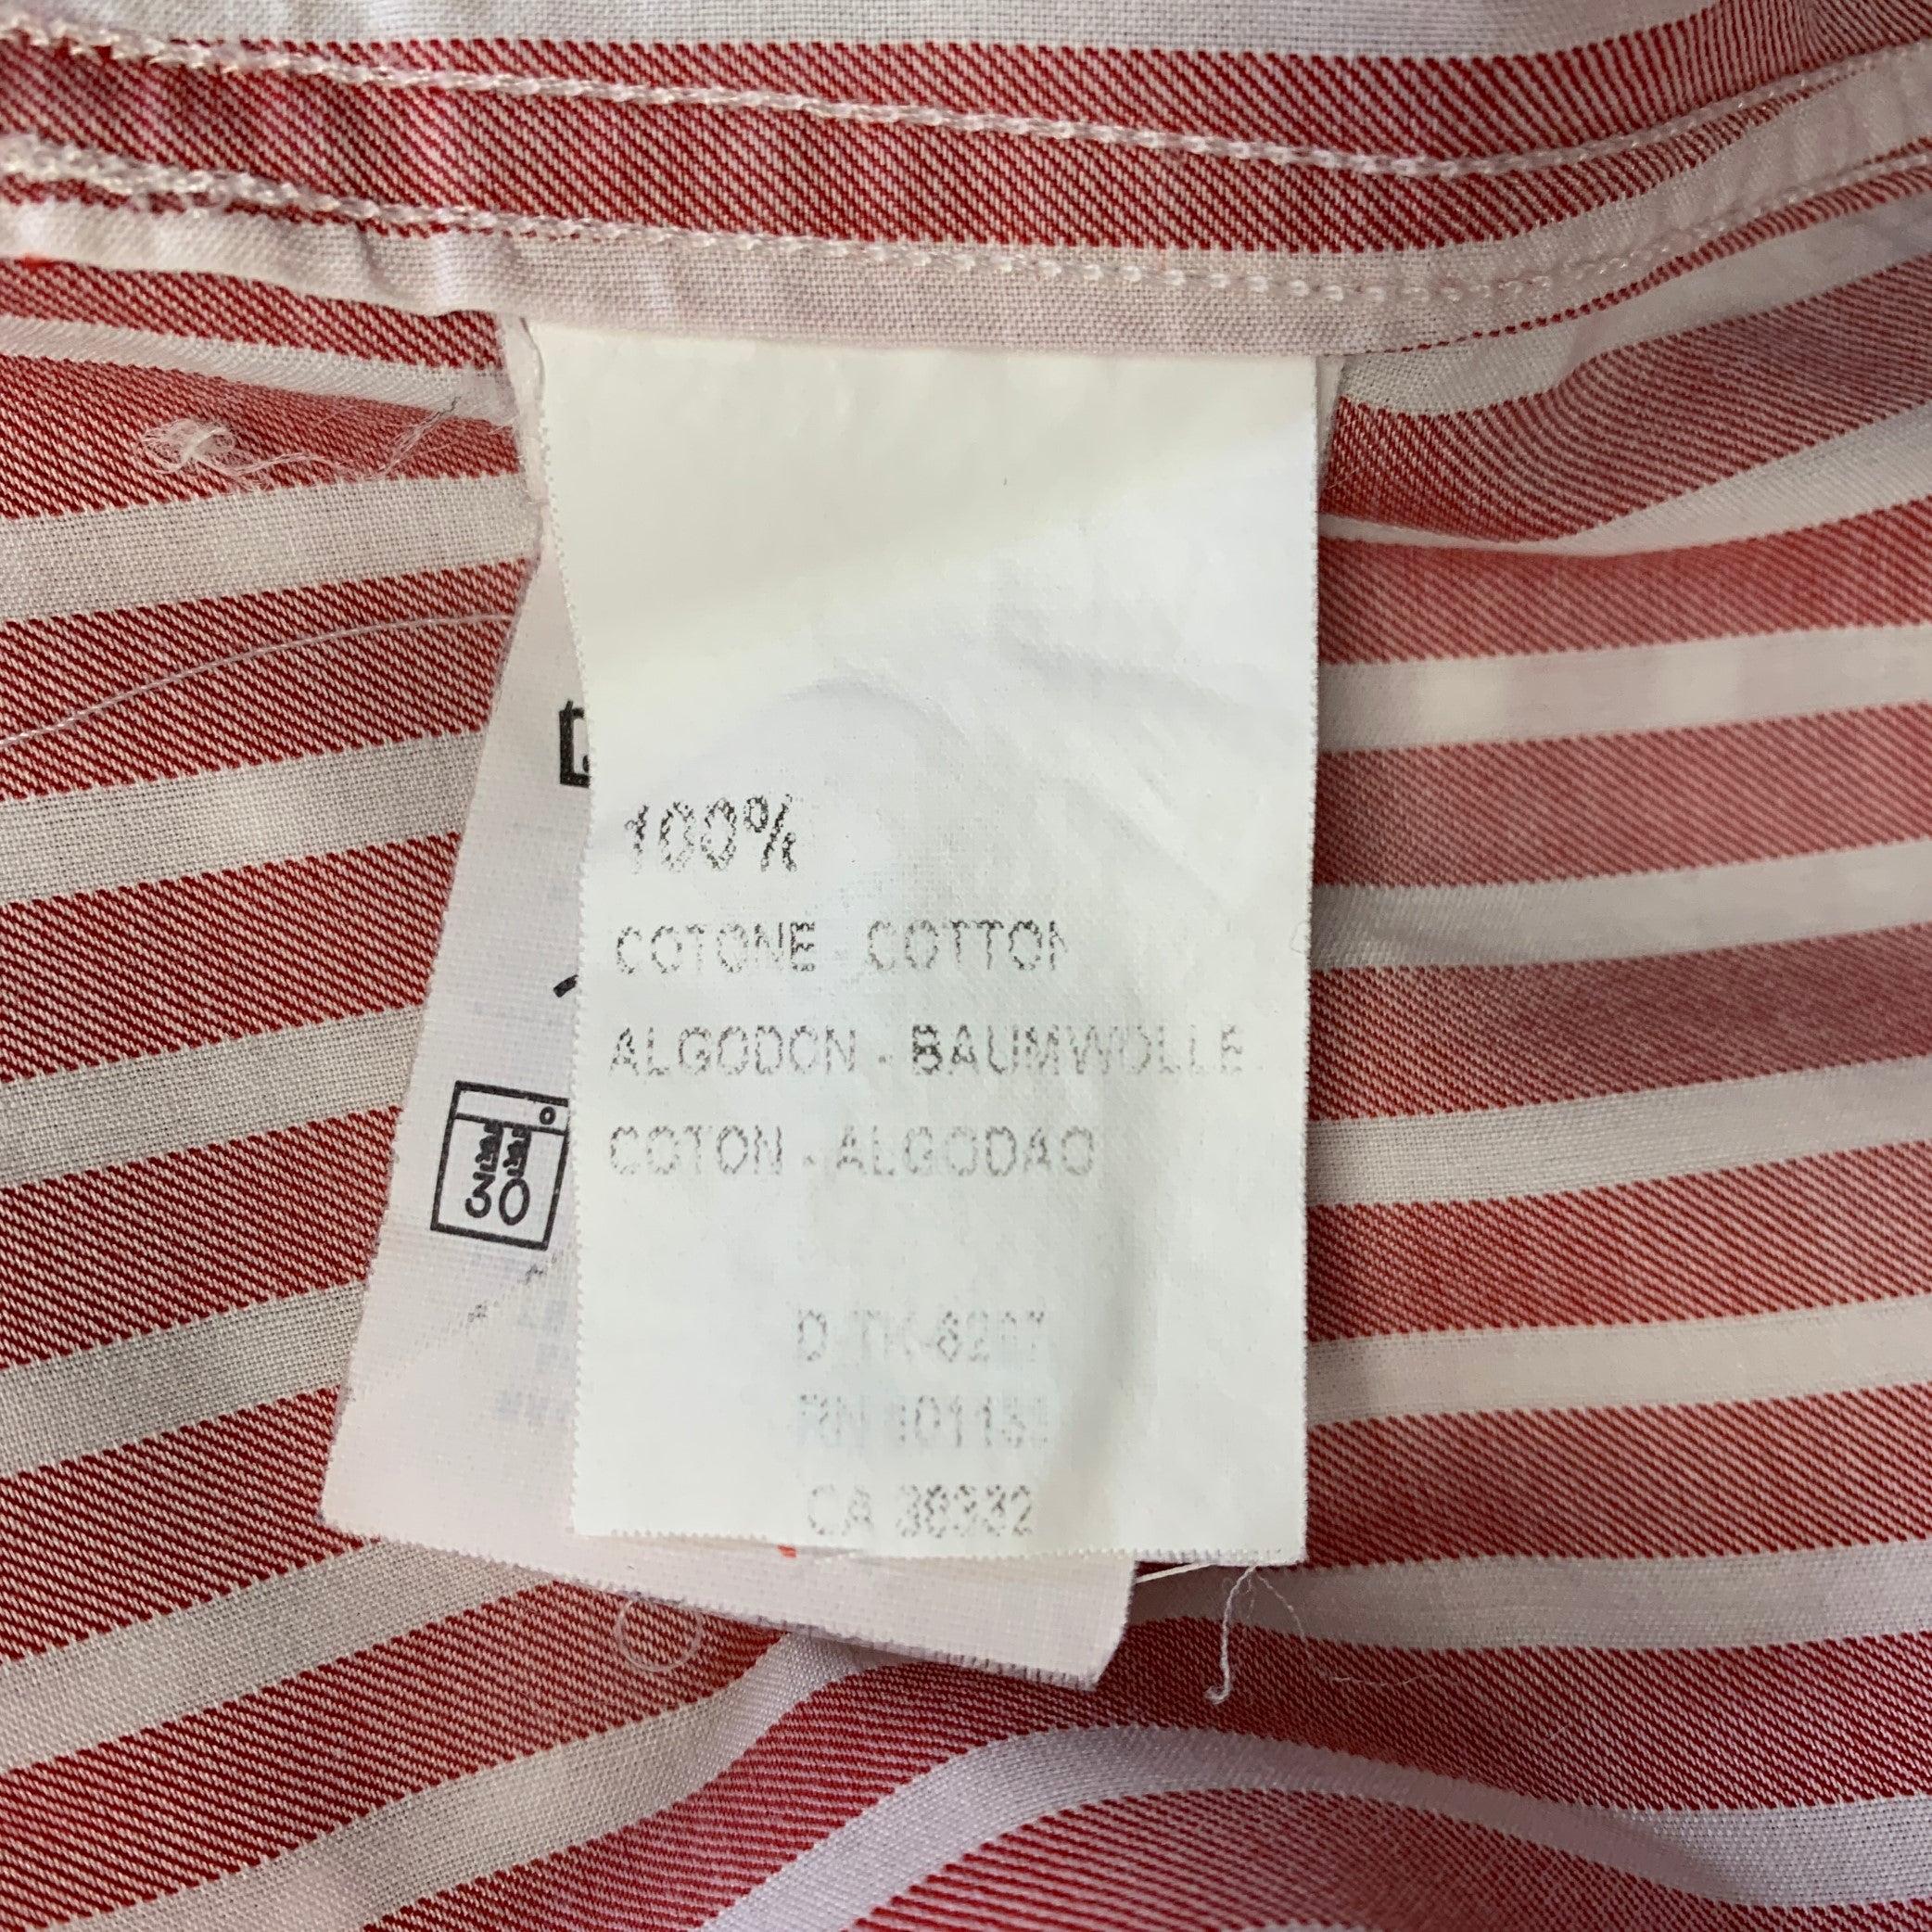 100%
COTONE - COTTON
ALGODON - BAUMWOLLE
COTON - ALGODAO
30
CA 38332